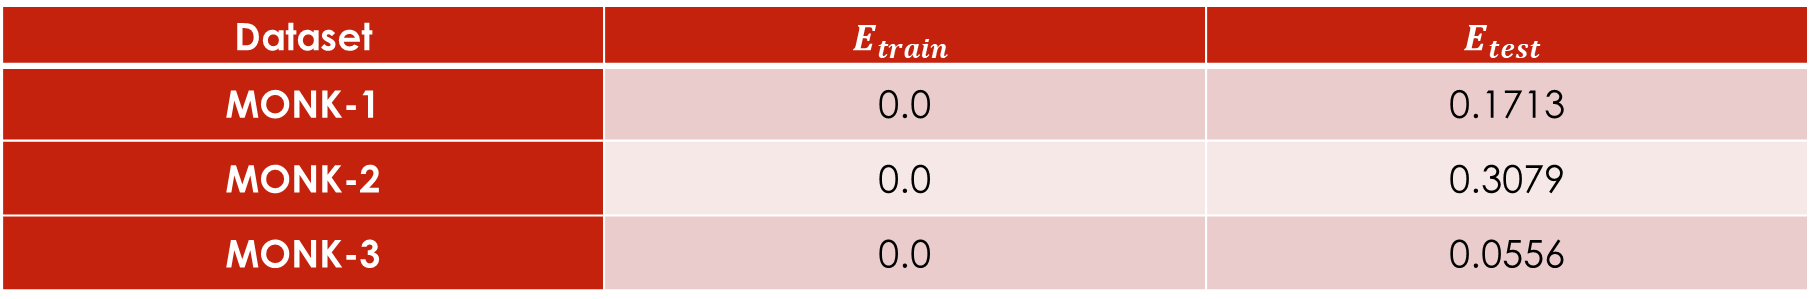 Dataset E_train E_test
MONK-1 0.0 0.1713
MONK-2 0.0 0.3079
MONK-3 0.0 0.0556